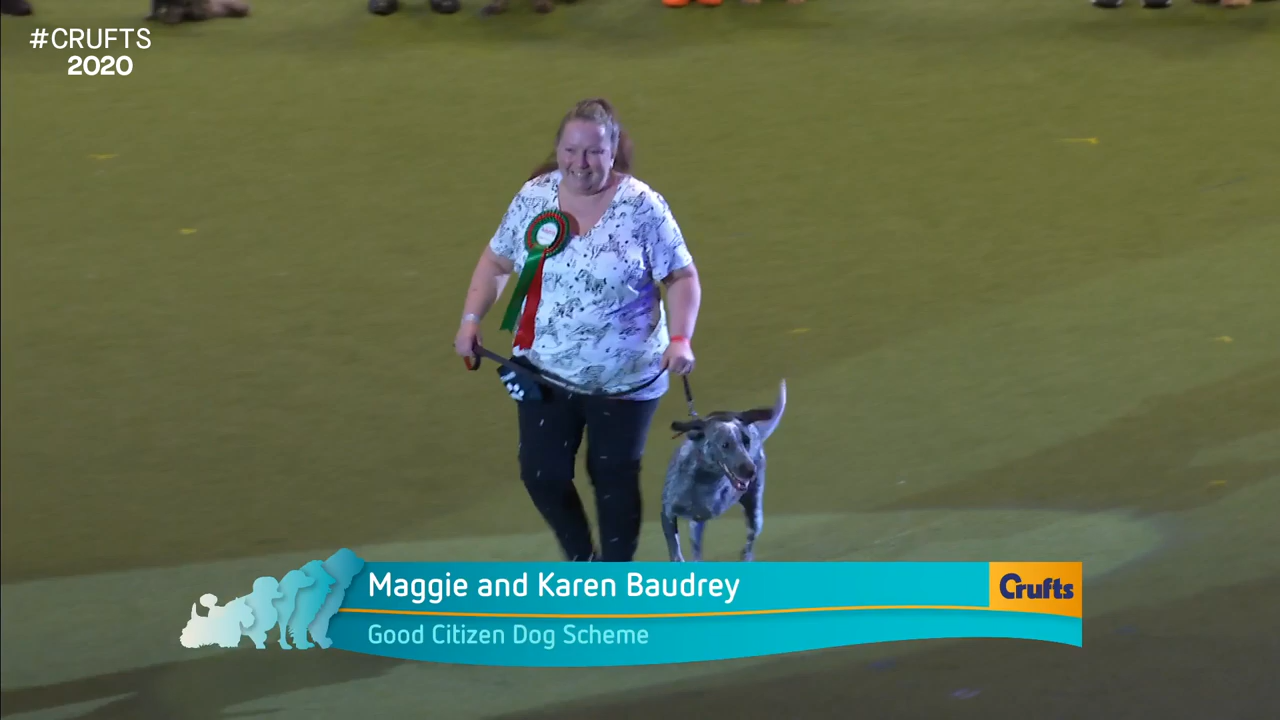 #CRUFTS
2020
Maggie and Karen Baudrey
Crufts
Good Citizen Dog Scheme